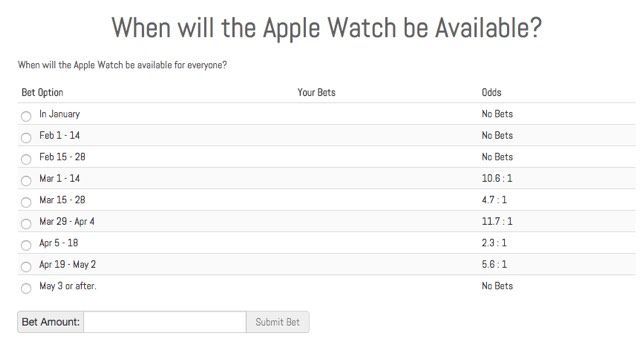 When will the Apple Watch be Available?
When will the Apple Watch be available for everyone?
Bet Option Your Bets Odds
In January No Bets
Feb 1 - 14 No Bets
Feb 15 - 28 No Bets
Mar 1 - 14 10.6 : 1
Mar 15 - 28 4.7 : 1
Mar 29 - Apr 4 11.7 : 1
Apr 5 - 18 2.3 : 1
Apr 19 - May 2 5.6 : 1
May 3 or after. No Bets
Bet Amount: Submit Bet